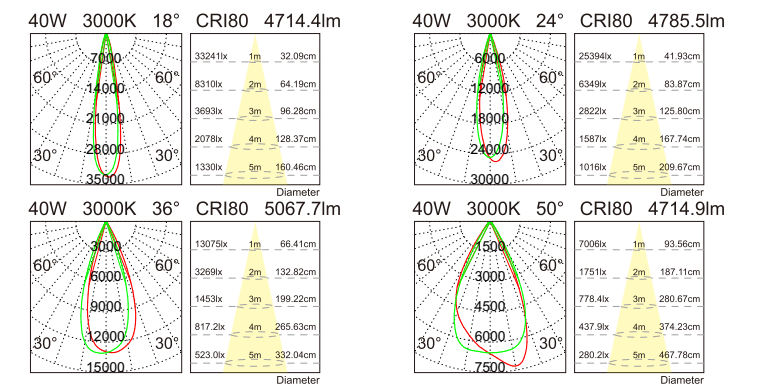 40W 3000K 18° CRI80 4714.4lm
7000
14000
21000
28000
35000
60° 60°
30° 30°
33241lx 1m 32.09cm
8310lx 2m 64.19cm
3693lx 3m 96.28cm
2078lx 4m 128.37cm
1330lx 5m 160.46cm
Diameter
40W 3000K 24° CRI80 4785.5lm
6000
12000
18000
24000
30000
60° 60°
30° 30°
25394lx 1m 41.93cm
6349lx 2m 83.87cm
2822lx 3m 125.80cm
1587lx 4m 167.74cm
1016lx 5m 209.67cm
Diameter
40W 3000K 36° CRI80 5067.7lm
3000
6000
9000
12000
15000
60° 60°
30° 30°
13075lx 1m 66.41cm
3269lx 2m 132.82cm
1453lx 3m 199.22cm
817.2lx 4m 265.63cm
523.0lx 5m 332.04cm
Diameter
40W 3000K 50° CRI80 4714.9lm
1500
3000
4500
6000
7500
60° 60°
30° 30°
7006lx 1m 93.56cm
1751lx 2m 187.11cm
778.4lx 3m 280.67cm
437.9lx 4m 374.23cm
280.2lx 5m 467.78cm
Diameter